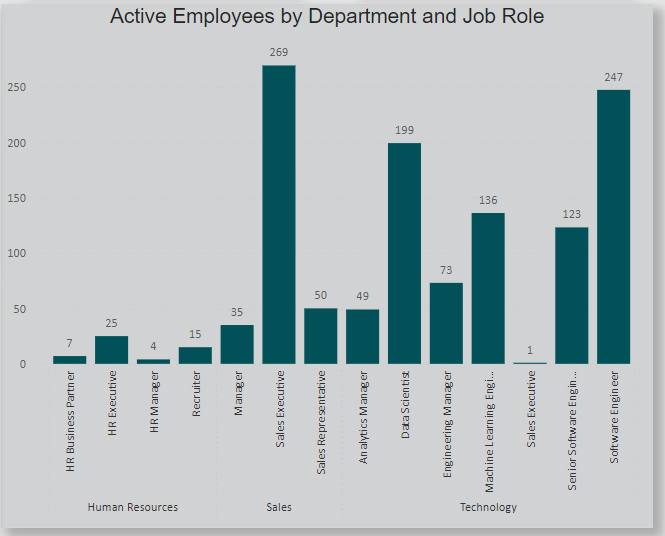 Active Employees by Department and Job Role
269
247
250
199
200
150
136
123
100
73
50
50
49
35
25
15
7
4
1
0
HR Business Partner
HR Executive
HR Manager
Recruiter
Manager
Sales Executive
Sales Representative
Analytics Manager
Data Scientist
Engineering Manager
Machine Learning Engi...
Sales Executive
Senior Software Engin...
Software Engineer
Human Resources
Sales
Technology